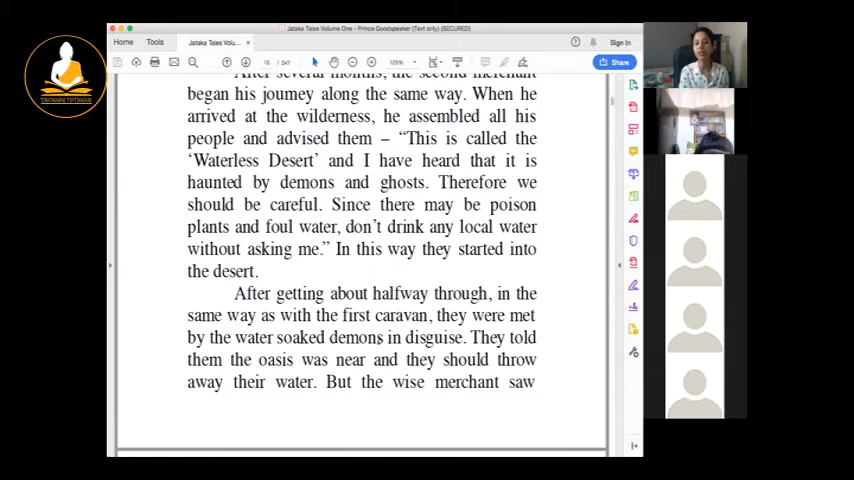 Jataka Tales Volume One - Prince Goodspeaker (Text only) (SECURED)
Home Tools Jataka Tales Volu... × Sign In
15 / 247 125% Share
After several months, the second merchant
began his journey along the same way. When he
arrived at the wilderness, he assembled all his
people and advised them – “This is called the
‘Waterless Desert’ and I have heard that it is
haunted by demons and ghosts. Therefore we
should be careful. Since there may be poison
plants and foul water, don’t drink any local water
without asking me.” In this way they started into
the desert.
After getting about halfway through, in the
same way as with the first caravan, they were met
by the water soaked demons in disguise. They told
them the oasis was near and they should throw
away their water. But the wise merchant saw